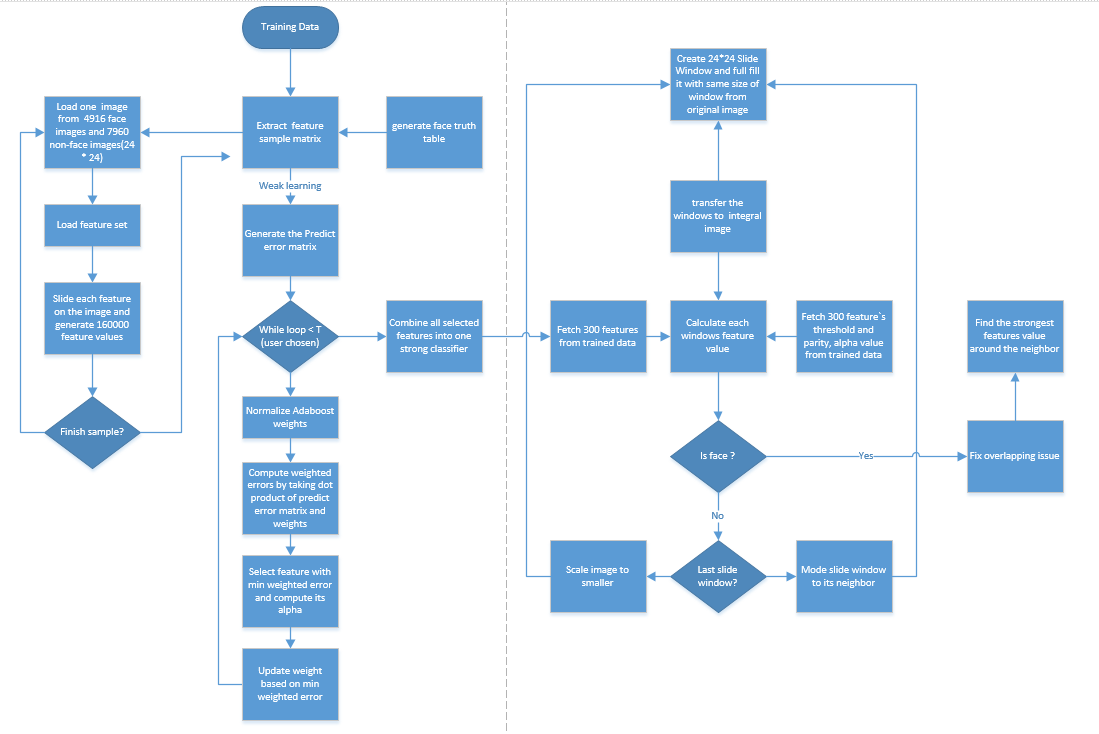 Training Data
Load one image
from 4916 face
images and 7960
non-face images(24
* 24)
Extract feature
sample matrix
generate face truth
table
Weak learning
Load feature set
Generate the Predict
error matrix
Slide each feature
on the image and
generate 160000
feature values
While loop < T
(user chosen)
Combine all selected
features into one
strong classifier
Finish sample?
Normalize Adaboost
weights
Compute weighted
errors by taking dot
product of predict
error matrix and
weights
Select feature with
min weighted error
and compute its
alpha
Update weight
based on min
weighted error
Create 24*24 Slide
Window and full fill
it with same size of
window from
original image
transfer the
windows to integral
image
Fetch 300 features
from trained data
Calculate each
windows feature
value
Fetch 300 feature`s
threshold and
parity, alpha value
from trained data
Find the strongest
features value
around the neighbor
Is face ?
Yes
Fix overlapping issue
No
Scale image to
smaller
Last slide
window?
Mode slide window
to its neighbor